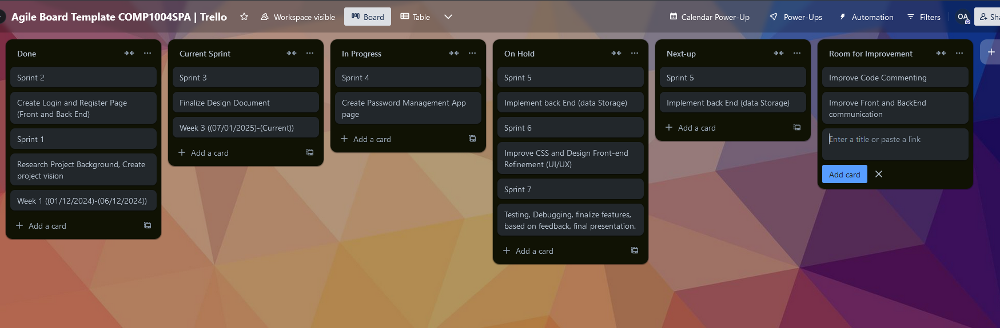 Agile Board Template COMP1004SPA | Trello
Workspace visible
Board
Table
Calendar Power-Up
Power-Ups
Automation
Filters
OA
Sha
Done
Sprint 2
Create Login and Register Page
(Front and Back End)
Sprint 1
Research Project Background, Create
project vision
Week 1 ((01/12/2024)-(06/12/2024))
Add a card
Current Sprint
Sprint 3
Finalize Design Document
Week 3 ((07/01/2025)-(Current))
Add a card
In Progress
Sprint 4
Create Password Management App
page
Add a card
On Hold
Sprint 5
Implement back End (data Storage)
Sprint 6
Improve CSS and Design Front-end
Refinement (UI/UX)
Sprint 7
Testing, Debugging, finalize features,
based on feedback, final presentation.
Add a card
Next-up
Sprint 5
Implement back End (data Storage)
Add a card
Room for Improvement
Improve Code Commenting
Improve Front and BackEnd
communication
Enter a title or paste a link
Add card